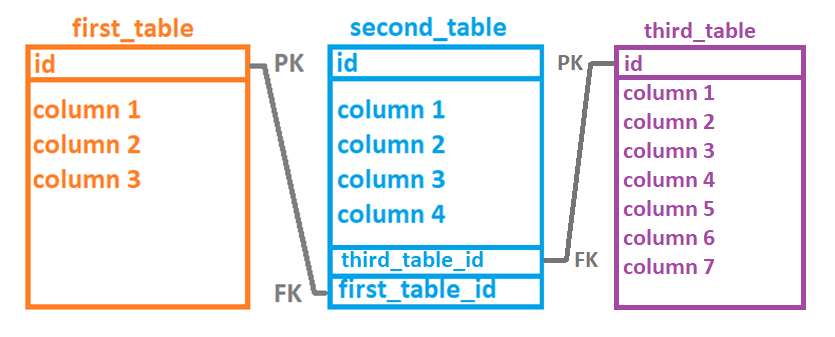 first_table
id
column 1
column 2
column 3
PK
FK
second_table
id
column 1
column 2
column 3
column 4
third_table_id
first_table_id
PK
FK
third_table
id
column 1
column 2
column 3
column 4
column 5
column 6
column 7